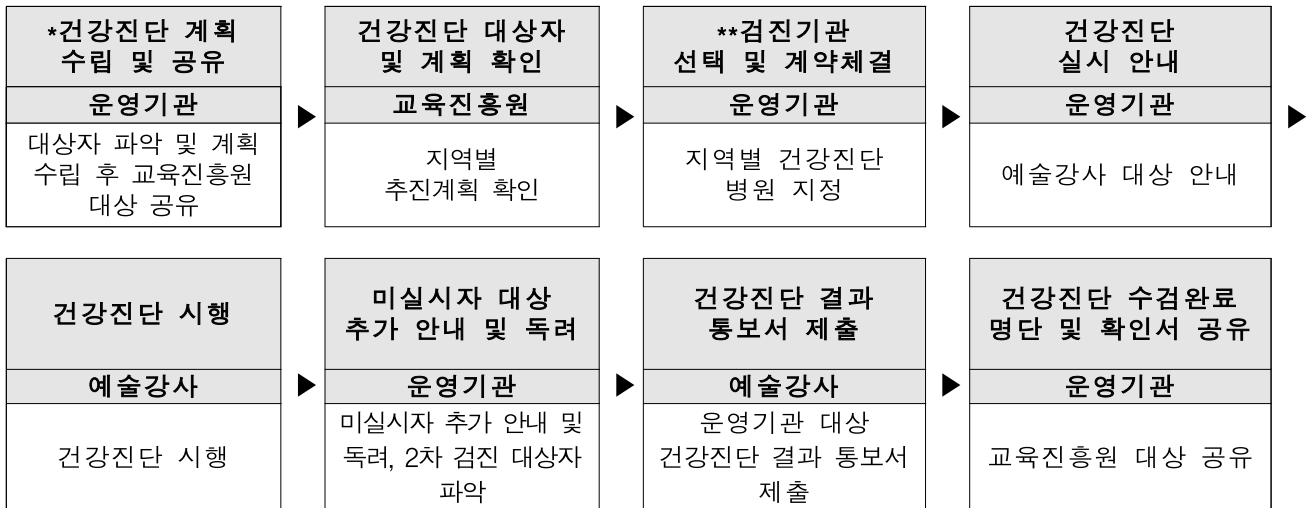 *건강진단 계획
수립 및 공유
운영기관
대상자 파악 및 계획
수립 후 교육진흥원
대상 공유
▶
건강진단 대상자
및 계획 확인
교육진흥원
지역별
추진계획 확인
▶
**검진기관
선택 및 계약체결
운영기관
지역별 건강진단
병원 지정
▶
건강진단
실시 안내
운영기관
예술강사 대상 안내
▶
건강진단 시행
예술강사
건강진단 시행
▶
미실시자 대상
추가 안내 및 독려
운영기관
미실시자 추가 안내 및
독려, 2차 검진 대상자
파악
▶
건강진단 결과
통보서 제출
예술강사
운영기관 대상
건강진단 결과 통보서
제출
▶
건강진단 수검완료
명단 및 확인서 공유
운영기관
교육진흥원 대상 공유